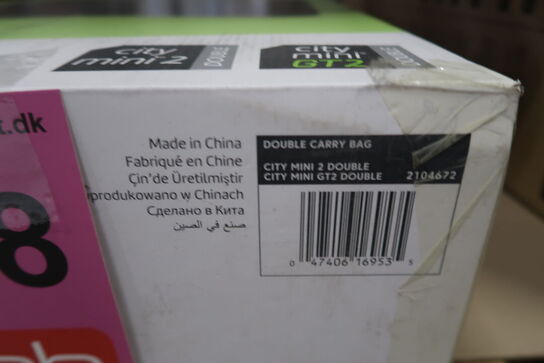 city
mini 2
DOUBLE
city
mini
GT2
DOUBLE
t.dk
8
Made in China
Fabriqué en Chine
Çin'de Üretilmiştir
produkowano w Chinach
Сделано в Кита
صنع في الصين
DOUBLE CARRY BAG
CITY MINI 2 DOUBLE
CITY MINI GT2 DOUBLE 2104672
0 47406 16953 5